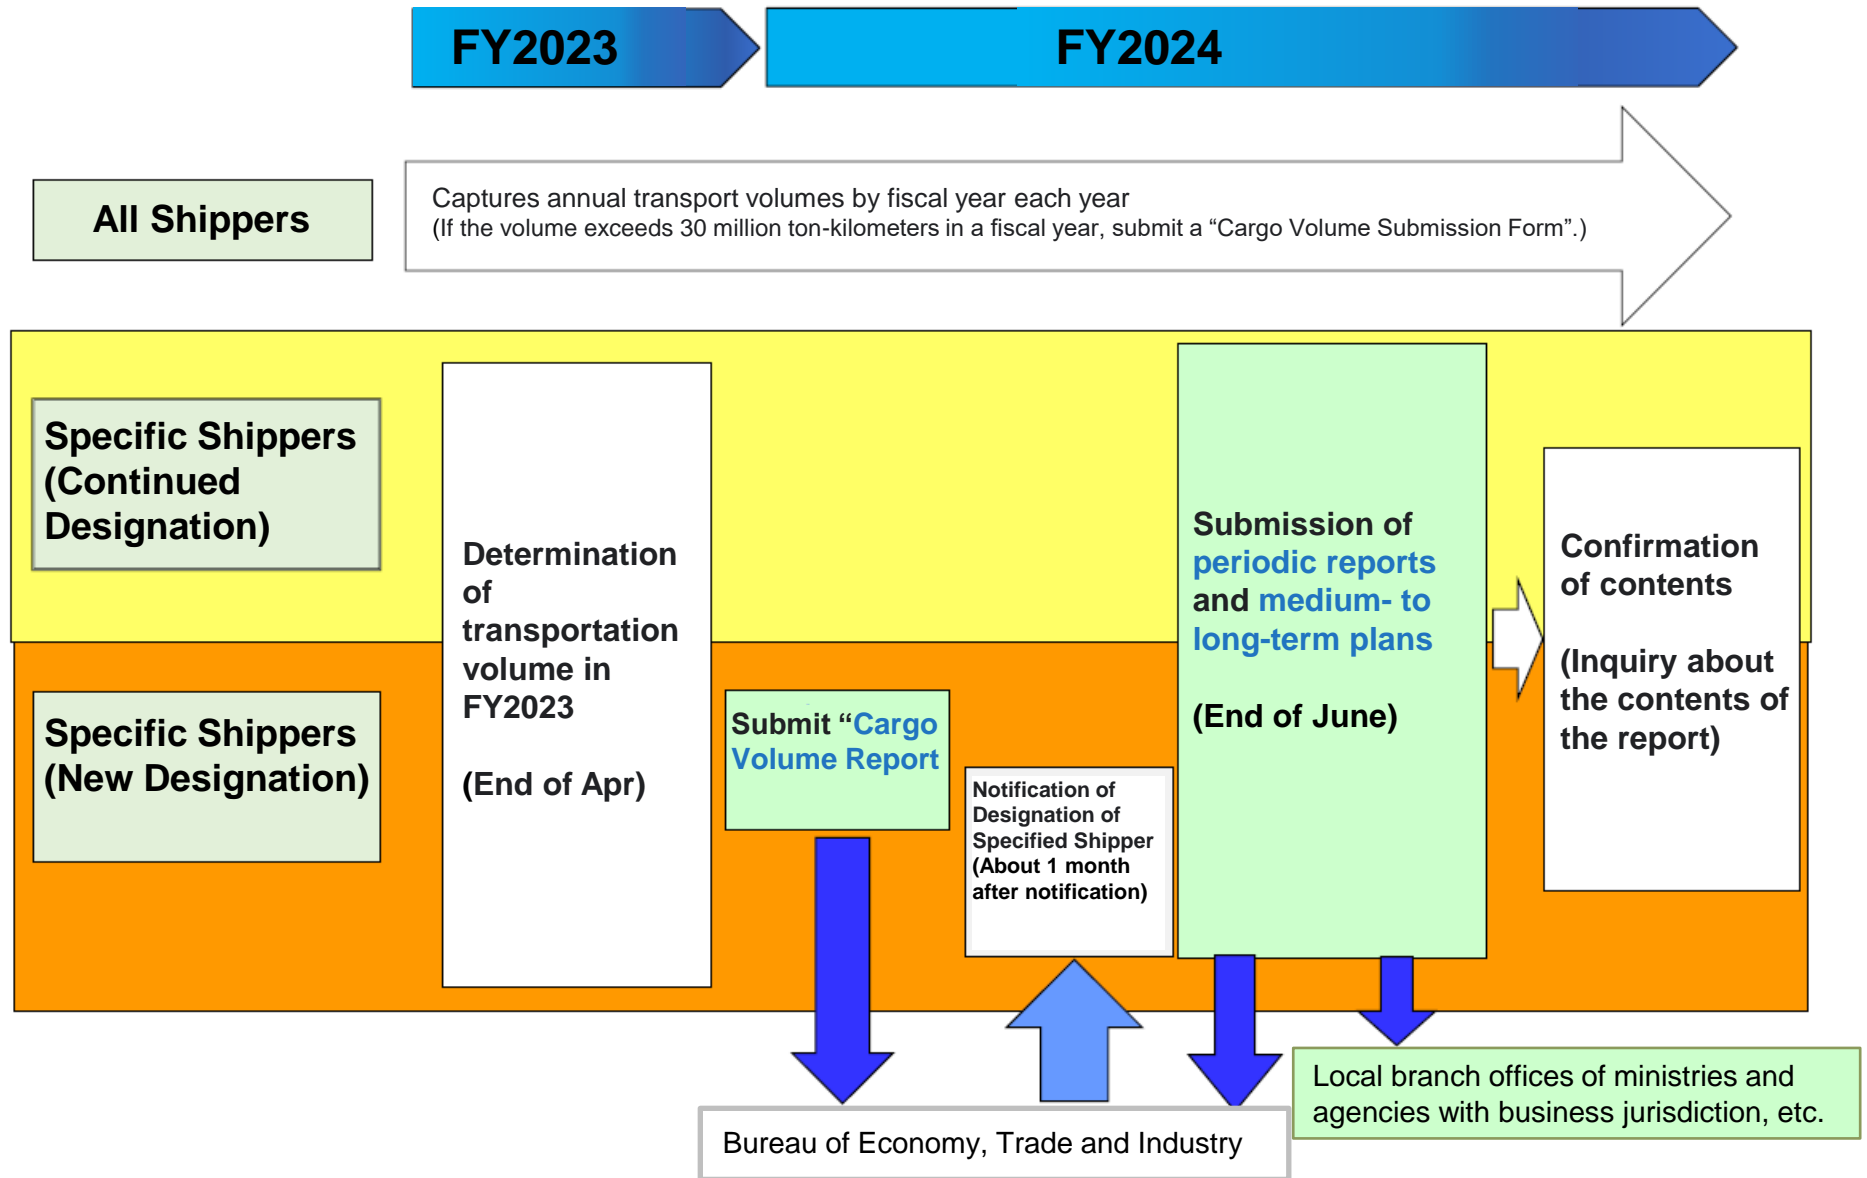 FY2023
FY2024
All Shippers
Captures annual transport volumes by fiscal year each year
(If the volume exceeds 30 million ton-kilometers in a fiscal year, submit a “Cargo Volume Submission Form”.)
Specific Shippers
(Continued
Designation)
Specific Shippers
(New Designation)
Determination
of
transportation
volume in
FY2023
(End of Apr)
Submit “Cargo
Volume Report
Notification of
Designation of
Specified Shipper
(About 1 month
after notification)
Submission of
periodic reports
and medium- to
long-term plans
(End of June)
Confirmation
of contents
(Inquiry about
the contents of
the report)
Bureau of Economy, Trade and Industry
Local branch offices of ministries and
agencies with business jurisdiction, etc.